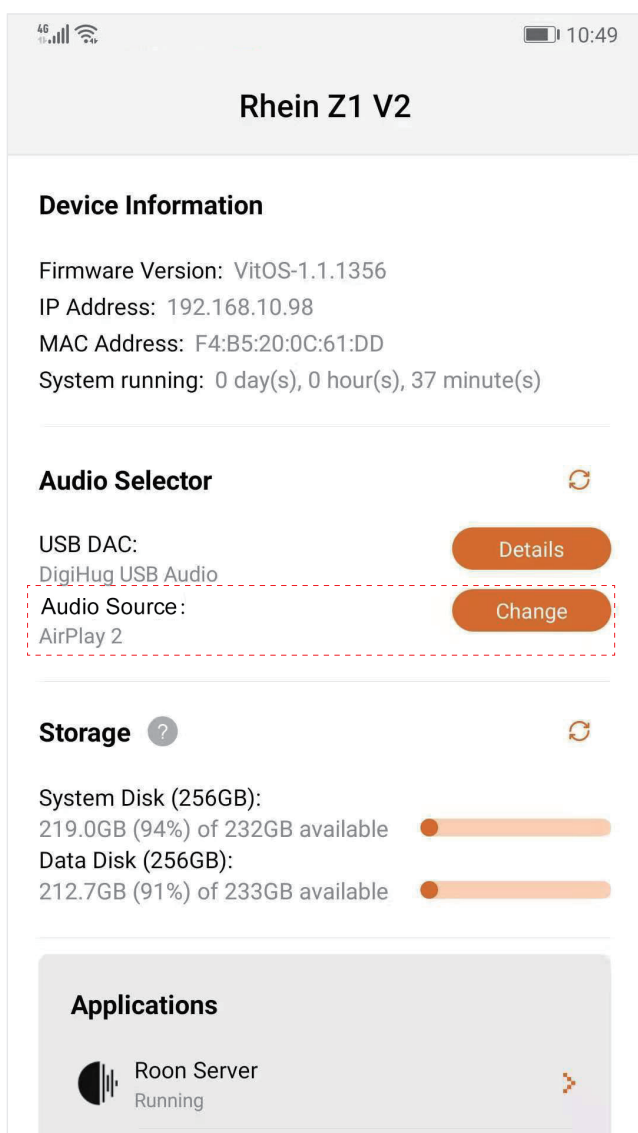 4G 10:49
Rhein Z1 V2
Device Information
Firmware Version: VitOS-1.1.1356
IP Address: 192.168.10.98
MAC Address: F4:B5:20:0C:61:DD
System running: 0 day(s), 0 hour(s), 37 minute(s)
Audio Selector
USB DAC:
Details
DigiHug USB Audio
Audio Source:
Change
AirPlay 2
Storage ?
System Disk (256GB):
219.0GB (94%) of 232GB available
Data Disk (256GB):
212.7GB (91%) of 233GB available
Applications
Roon Server
Running